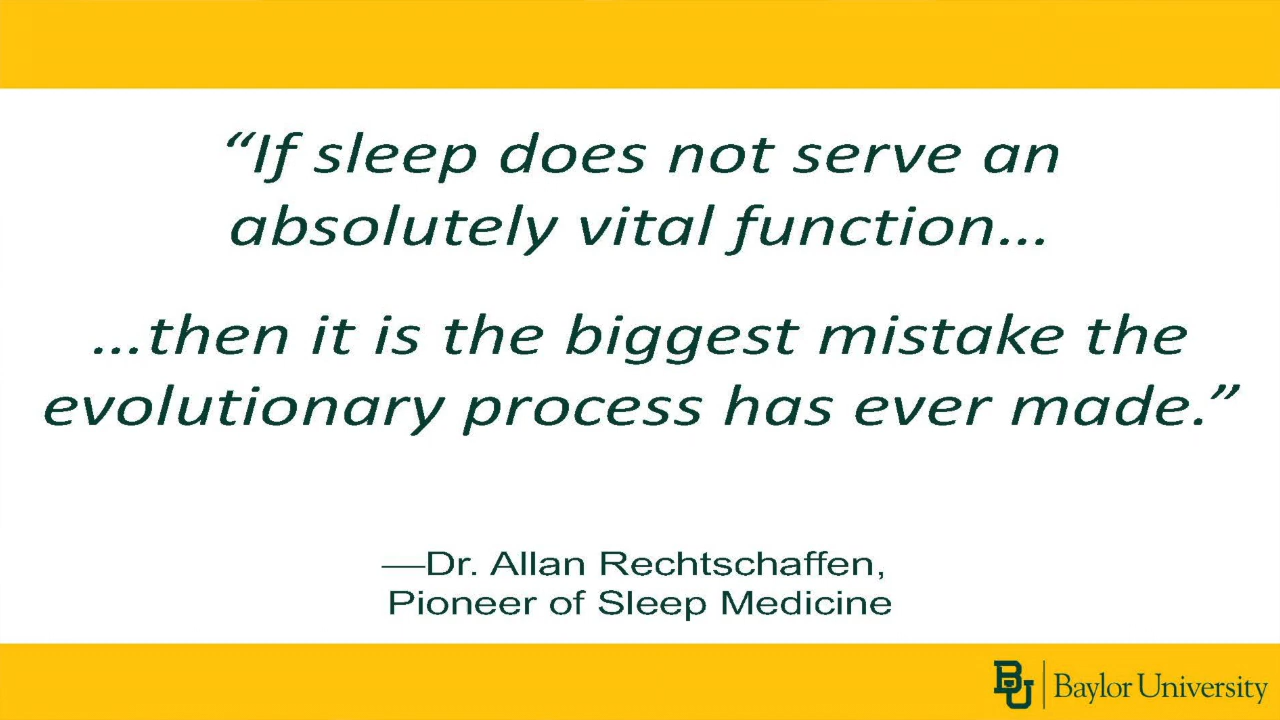 “If sleep does not serve an
absolutely vital function...
...then it is the biggest mistake the
evolutionary process has ever made.”
—Dr. Allan Rechtschaffen,
Pioneer of Sleep Medicine
BU Baylor University